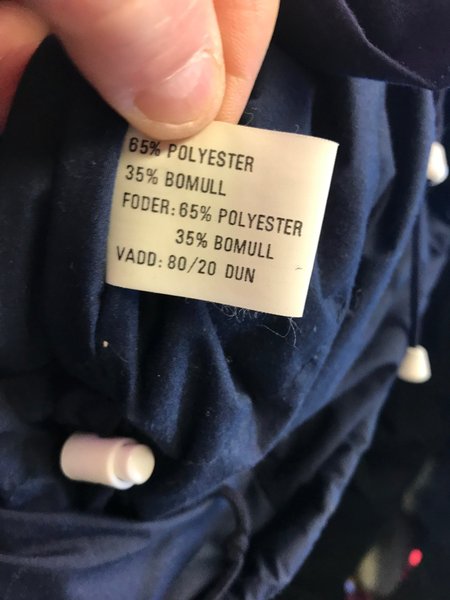 65% POLYESTER
35% BOMULL
FODER: 65% POLYESTER
35% BOMULL
VADD: 80/20 DUN